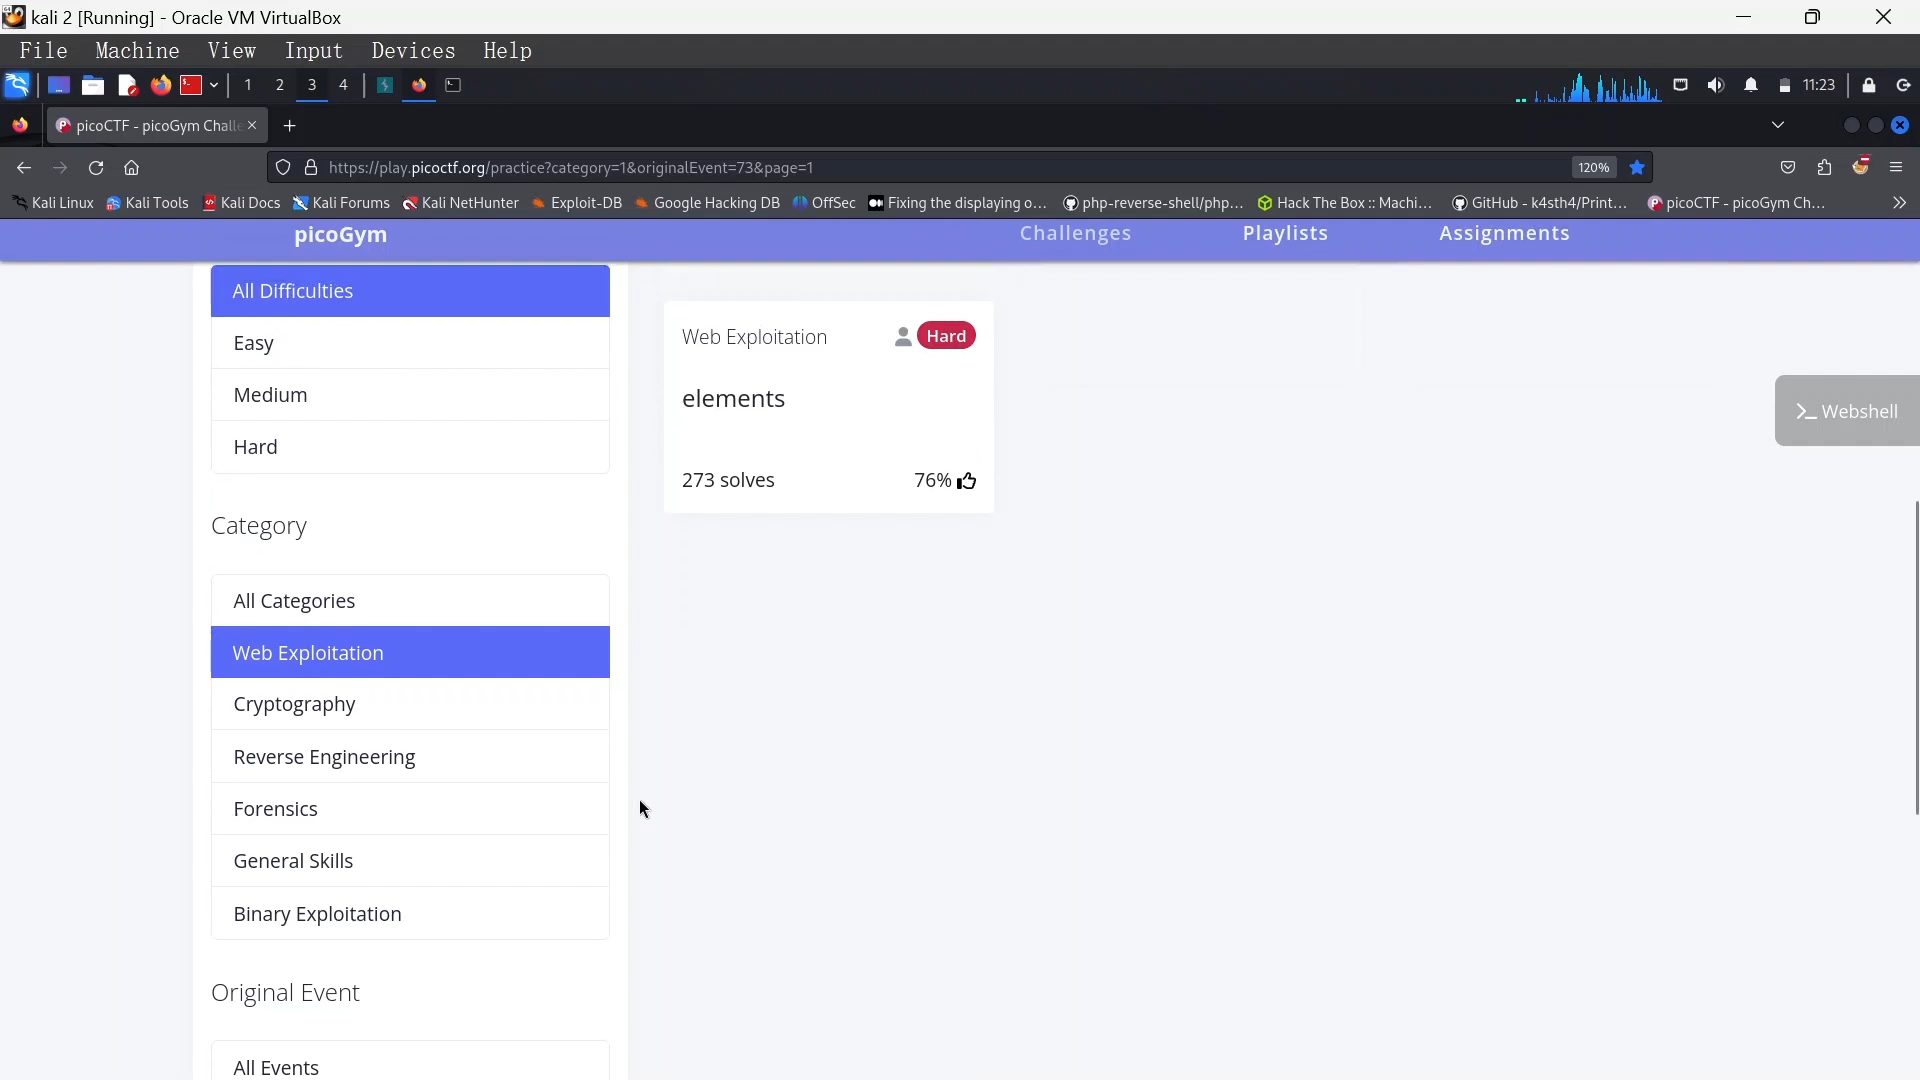 kali 2 [Running] - Oracle VM VirtualBox
File Machine View Input Devices Help
1 2 3 4 11:23
picoCTF - picoGym Challe
https://play.picoctf.org/practice?category=1&originalEvent=73&page=1 120%
Kali Linux Kali Tools Kali Docs Kali Forums Kali NetHunter Exploit-DB Google Hacking DB OffSec Fixing the displaying o... php-reverse-shell/php... Hack The Box :: Machi... GitHub - k4sth4/Print... picoCTF - picoGym Ch...
picoGym Challenges Playlists Assignments
All Difficulties
Easy
Medium
Hard
Category
All Categories
Web Exploitation
Cryptography
Reverse Engineering
Forensics
General Skills
Binary Exploitation
Original Event
All Events
Web Exploitation Hard
elements
273 solves 76%
Webshell